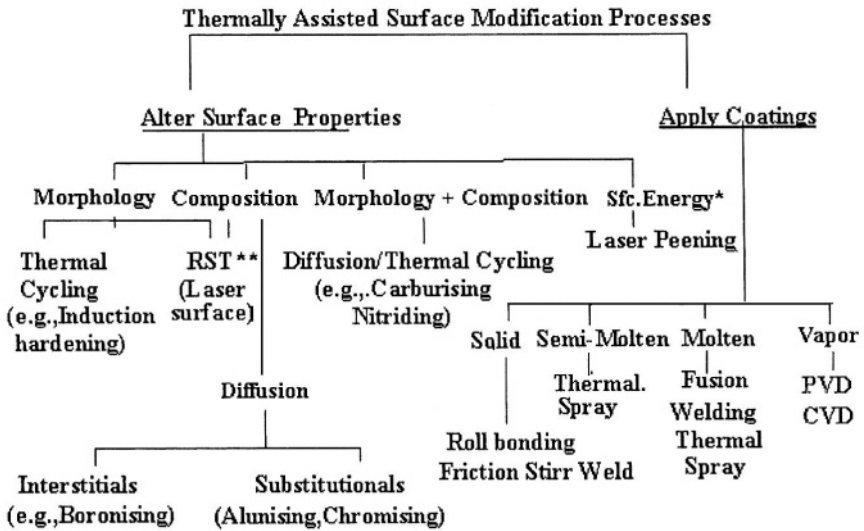 Thermally Assisted Surface Modification Processes
Alter Surface Properties
Apply Coatings
Morphology
Composition
Morphology + Composition
Sfc.Energy*
Thermal
Cycling
(e.g.,Induction
hardening)
RST**
(Laser
surface)
Diffusion/Thermal Cycling
(e.g.,.Carburising
Nitriding)
Laser Peening
Diffusion
Interstitials
(e.g.,Boronising)
Substitutionals
(Alunising,Chromising)
Solid
Semi-Molten
Molten
Vapor
Roll bonding
Friction Stirr Weld
Thermal.
Spray
Fusion
Welding
Thermal
Spray
PVD
CVD